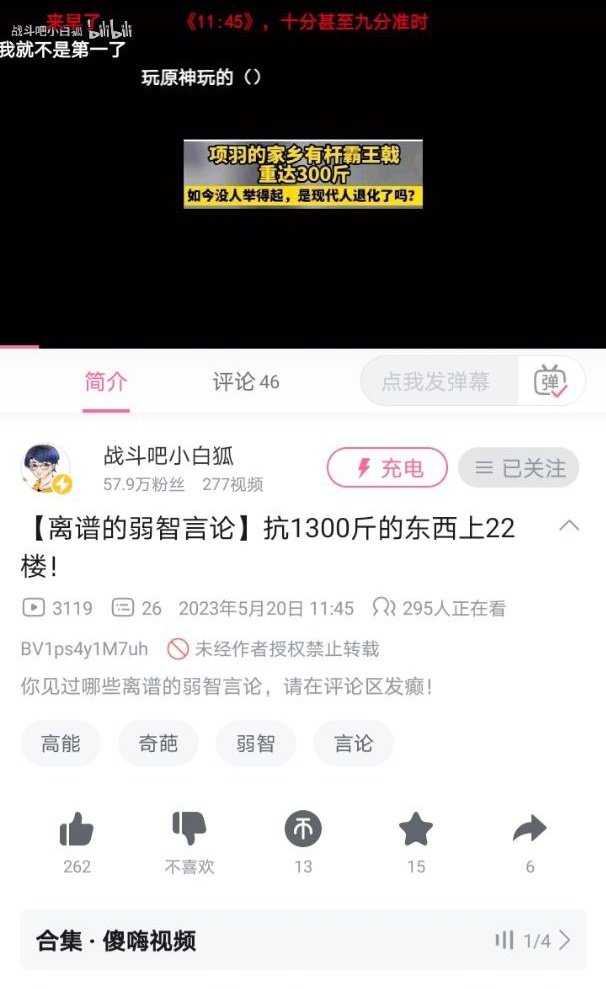 来早了
《11:45》，十分甚至九分准时
战斗吧小白狐 bilibili
我就不是第一了
玩原神玩的（）
项羽的家乡有杆霸王戟
重达300斤
如今没人举得起，是现代人退化了吗？
简介
评论 46
点我发弹幕
弹
战斗吧小白狐
57.9万粉丝 277视频
充电
已关注
【离谱的弱智言论】抗1300斤的东西上22
楼！
3119 26 2023年5月20日 11:45 295人正在看
BV1ps4y1M7uh 未经作者授权禁止转载
你见过哪些离谱的弱智言论，请在评论区发癫！
高能 奇葩 弱智 言论
262 不喜欢 13 15 6
合集 · 傻嗨视频 1/4